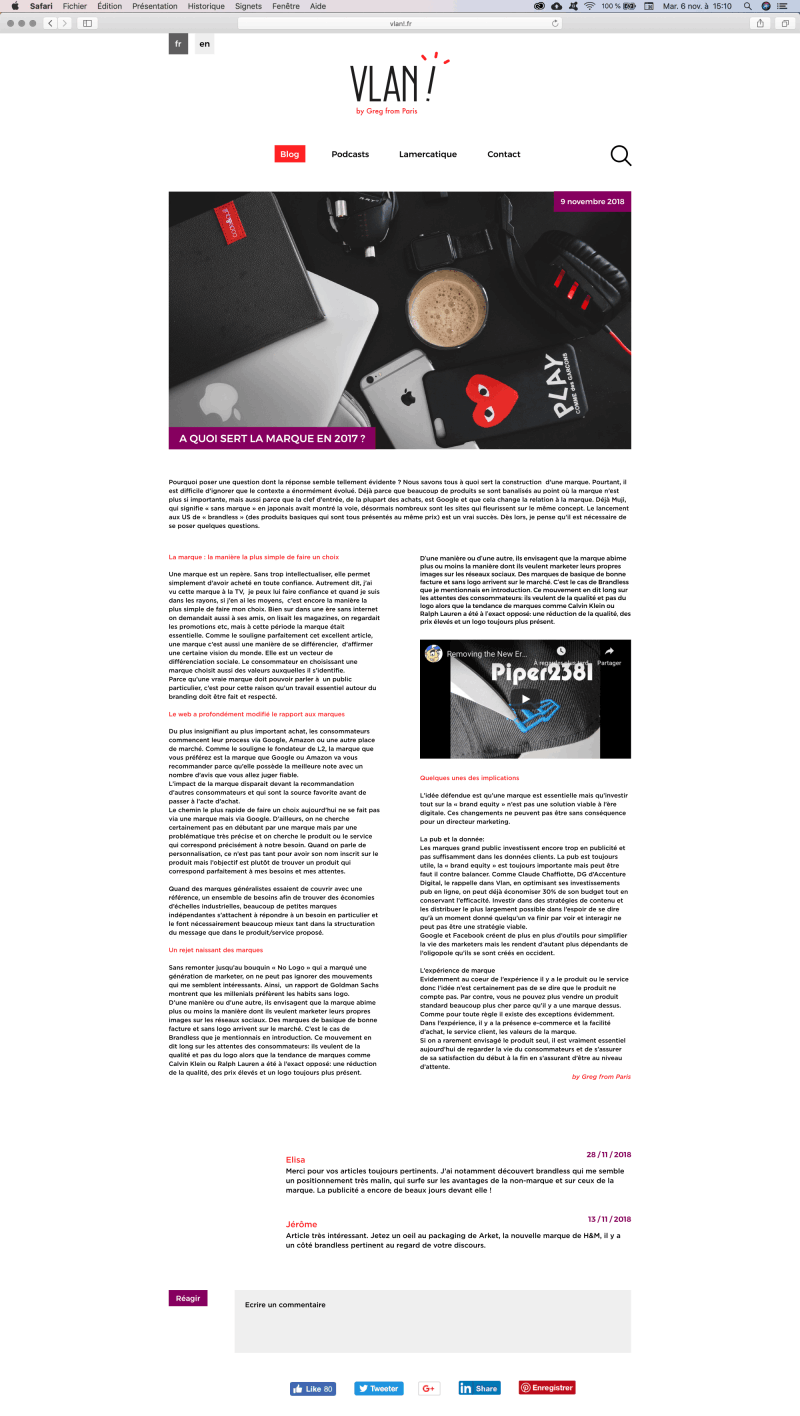 Safari Fichier Édition Présentation Historique Signets Fenêtre Aide 100 % Mar. 6 nov. à 15:10
vlan!.fr
fr en
VLAN !
by Greg from Paris
Blog Podcasts Lamercatique Contact
9 novembre 2018
PLAY
COMME des GARÇONS
A QUOI SERT LA MARQUE EN 2017 ?
Pourquoi poser une question dont la réponse semble tellement évidente ? Nous savons tous à quoi sert la construction d'une marque. Pourtant, il
est difficile d'ignorer que le contexte a énormément évolué. Déjà parce que beaucoup de produits se sont banalisés au point où la marque n'est
plus si importante, mais aussi parce que la clef d'entrée, de la plupart des achats, est Google et que cela change la relation à la marque. Déjà Muji,
qui signifie « sans marque » en japonais avait montré la voie, désormais nombreux sont les sites qui fleurissent sur le même concept. Le lancement
aux US de « brandless » (des produits basiques qui sont tous présentés au même prix) est un vrai succès. Dès lors, je pense qu'il est nécessaire de
se poser quelques questions.
La marque : la manière la plus simple de faire un choix
Une marque est un repère. Sans trop intellectualiser, elle permet
simplement d'avoir acheté en toute confiance. Autrement dit, j'ai
vu cette marque à la TV, je peux lui faire confiance et quand je suis
dans les rayons, si j'en ai les moyens, c'est encore la manière la
plus simple de faire mon choix. Bien sur dans une ère sans internet
on demandait aussi à ses amis, on lisait les magazines, on regardait
les promotions etc, mais à cette période la marque était
essentielle. Comme le souligne parfaitement cet excellent article,
une marque c'est aussi une manière de se différencier, d'affirmer
une certaine vision du monde. Elle est un vecteur de
différenciation sociale. Le consommateur en choisissant une
marque choisit aussi des valeurs auxquelles il s'identifie.
Parce qu'une vraie marque doit pouvoir parler à un public
particulier, c'est pour cette raison qu'un travail essentiel autour du
branding doit être fait et respecté.
Le web a profondément modifié le rapport aux marques
Du plus insignifiant au plus important achat, les consommateurs
commencent leur process via Google, Amazon ou une autre place
de marché. Comme le souligne le fondateur de L2, la marque que
vous préférez est la marque que Google ou Amazon va vous
recommander parce qu'elle possède la meilleure note avec un
nombre d'avis que vous allez juger fiable.
L'impact de la marque disparait devant la recommandation
d'autres consommateurs et qui sont la source favorite avant de
passer à l'acte d'achat.
Le chemin le plus rapide de faire un choix aujourd'hui ne se fait pas
via une marque mais via Google. D'ailleurs, on ne cherche
certainement pas en débutant par une marque mais par une
problématique très précise et on cherche le produit ou le service
qui correspond précisément à notre besoin. Quand on parle de
personnalisation, ce n'est pas tant pour avoir son nom inscrit sur le
produit mais l'objectif est plutôt de trouver un produit qui
correspond parfaitement à mes besoins et mes attentes.
Quand des marques généralistes essaient de couvrir avec une
référence, un ensemble de besoins afin de trouver des économies
d'échelles industrielles, beaucoup de petites marques
indépendantes s'attachent à répondre à un besoin en particulier et
le font nécessairement beaucoup mieux tant dans la structuration
du message que dans le produit/service proposé.
Un rejet naissant des marques
Sans remonter jusqu'au bouquin « No Logo » qui a marqué une
génération de marketer, on ne peut pas ignorer des mouvements
qui me semblent intéressants. Ainsi, un rapport de Goldman Sachs
montrent que les millenials préfèrent les habits sans logo.
D'une manière ou d'une autre, ils envisagent que la marque abime
plus ou moins la manière dont ils veulent marketer leurs propres
images sur les réseaux sociaux. Des marques de basique de bonne
facture et sans logo arrivent sur le marché. C'est le cas de
Brandless que je mentionnais en introduction. Ce mouvement en
dit long sur les attentes des consommateurs: ils veulent de la
qualité et pas du logo alors que la tendance de marques comme
Calvin Klein ou Ralph Lauren a été à l'exact opposé: une réduction
de la qualité, des prix élevés et un logo toujours plus présent.
D'une manière ou d'une autre, ils envisagent que la marque abime
plus ou moins la manière dont ils veulent marketer leurs propres
images sur les réseaux sociaux. Des marques de basique de bonne
facture et sans logo arrivent sur le marché. C'est le cas de Brandless
que je mentionnais en introduction. Ce mouvement en dit long sur
les attentes des consommateurs: ils veulent de la qualité et pas du
logo alors que la tendance de marques comme Calvin Klein ou
Ralph Lauren a été à l'exact opposé: une réduction de la qualité, des
prix élevés et un logo toujours plus présent.
Removing the New Er...
À regarder plus tard Partager
Piper2381
Quelques unes des implications
L'idée défendue est qu'une marque est essentielle mais qu'investir
tout sur la « brand equity » n'est pas une solution viable à l'ère
digitale. Ces changements ne peuvent pas être sans conséquence
pour un directeur marketing.
La pub et la donnée:
Les marques grand public investissent encore trop en publicité et
pas suffisamment dans les données clients. La pub est toujours
utile, la « brand equity » est toujours importante mais peut être
faut il contre balancer. Comme Claude Chaffiotte, DG d'Accenture
Digital, le rappelle dans Vlan, en optimisant ses investissements
pub en ligne, on peut déjà économiser 30% de son budget tout en
conservant l'efficacité. Investir dans des stratégies de contenu et
les distribuer le plus largement possible dans l'espoir de se dire
qu'à un moment donné quelqu'un va finir par voir et interagir ne
peut pas être une stratégie viable.
Google et Facebook créent de plus en plus d'outils pour simplifier
la vie des marketers mais les rendent d'autant plus dépendants de
l'oligopole qu'ils se sont créés en occident.
L'expérience de marque
Evidemment au coeur de l'expérience il y a le produit ou le service
donc l'idée n'est certainement pas de se dire que le produit ne
compte pas. Par contre, vous ne pouvez plus vendre un produit
standard beaucoup plus cher parce qu'il y a une marque dessus.
Comme pour toute règle il existe des exceptions évidemment.
Dans l'expérience, il y a la présence e-commerce et la facilité
d'achat, le service client, les valeurs de la marque.
Si on a rarement envisagé le produit seul, il est vraiment essentiel
aujourd'hui de regarder la vie du consommateurs et de s'assurer
de sa satisfaction du début à la fin en s'assurant d'être au niveau
d'attente.
by Greg from Paris
Elisa 28 / 11 / 2018
Merci pour vos articles toujours pertinents. J'ai notamment découvert brandless qui me semble
un positionnement très malin, qui surfe sur les avantages de la non-marque et sur ceux de la
marque. La publicité a encore de beaux jours devant elle !
Jérôme 13 / 11 / 2018
Article très intéressant. Jetez un oeil au packaging de Arket, la nouvelle marque de H&M, il y a
un côté brandless pertinent au regard de votre discours.
Réagir
Ecrire un commentaire
Like 80 Tweeter G+ in Share Enregistrer